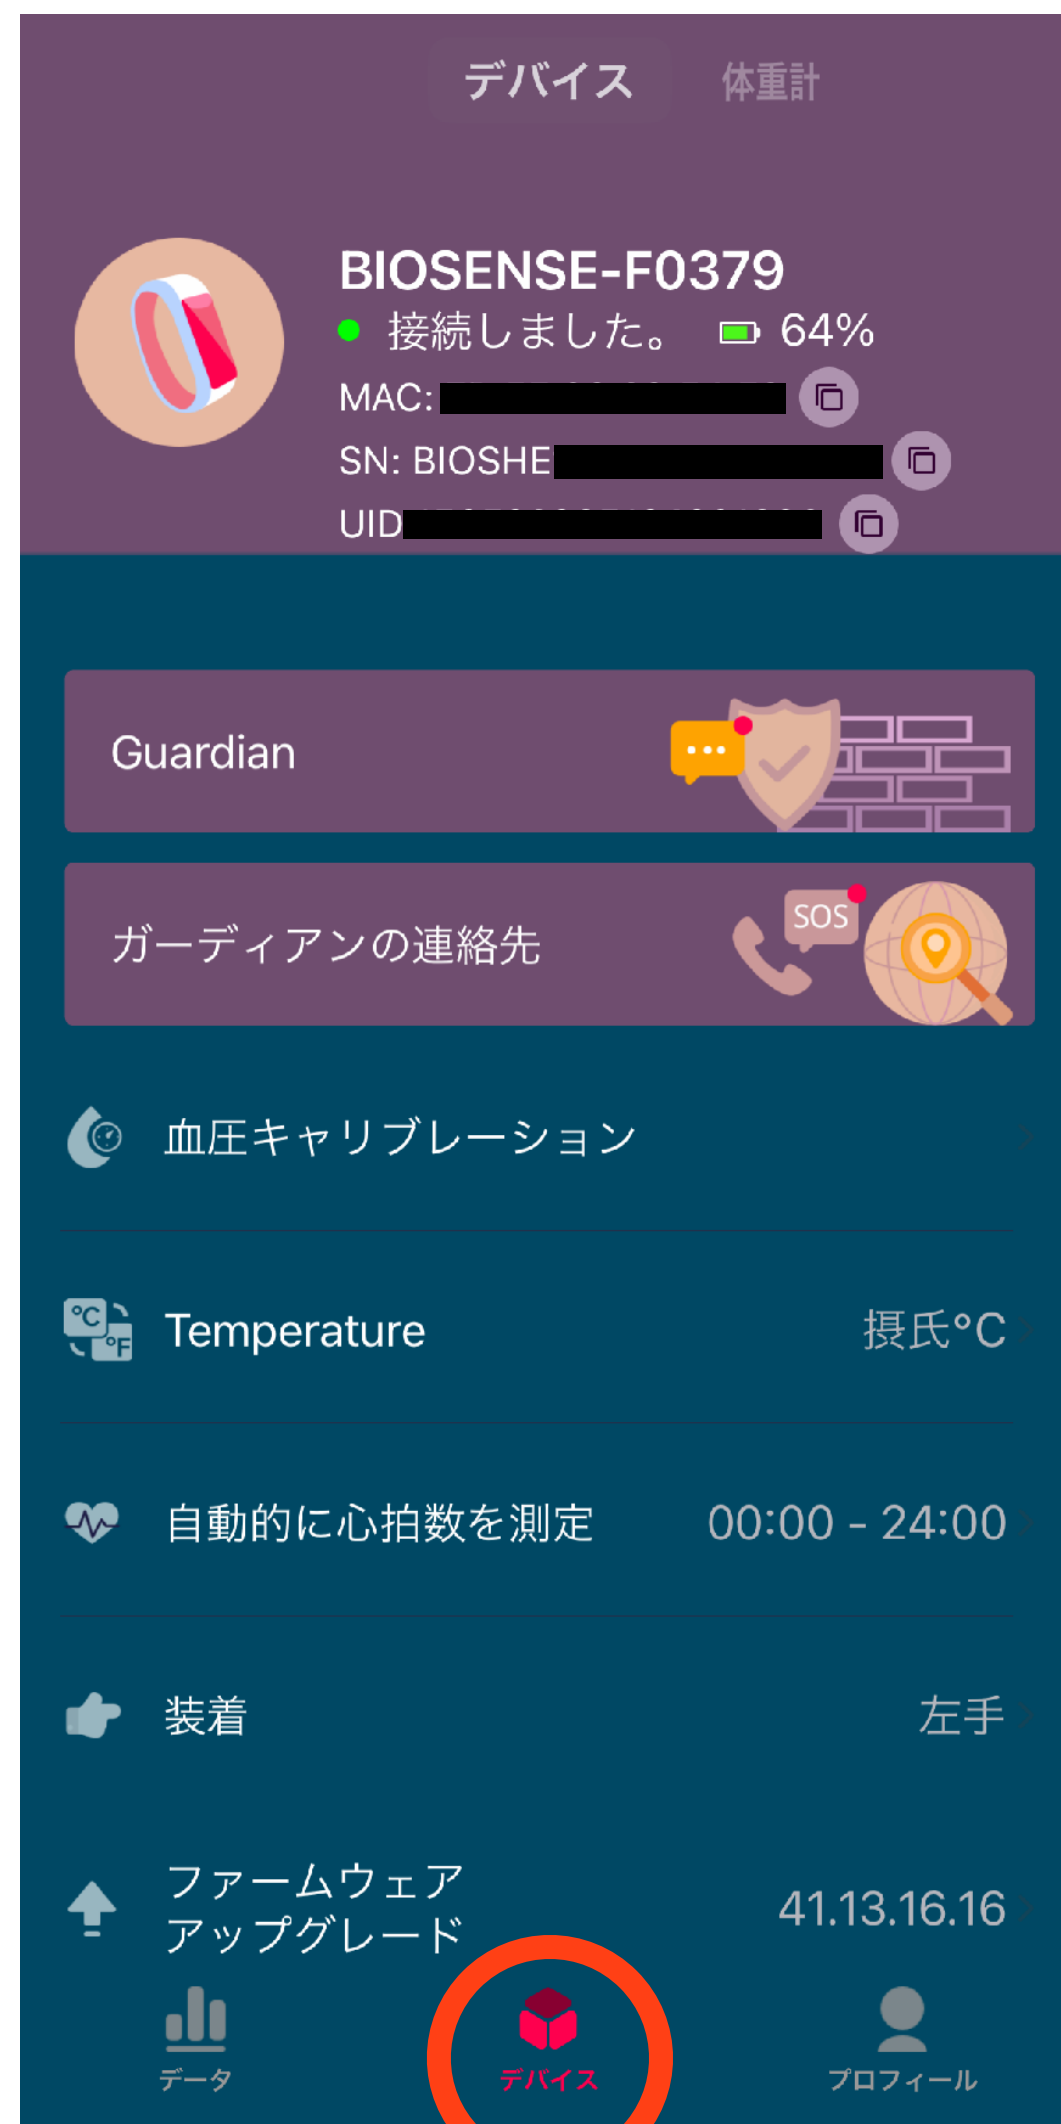 デバイス 体重計
BIOSENSE-F0379
接続しました。 64%
MAC:
SN: BIOSHE
UID
Guardian
ガーディアンの連絡先
SOS
血圧キャリブレーション
°C °F
Temperature 摂氏°C
自動的に心拍数を測定 00:00 - 24:00
装着 左手
ファームウェア
アップグレード 41.13.16.16
データ デバイス プロフィール